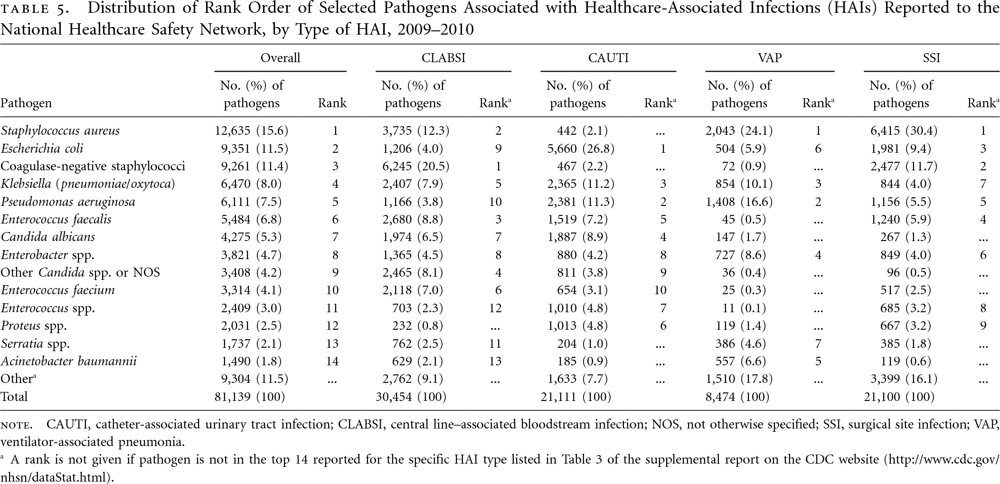 TABLE 5. Distribution of Rank Order of Selected Pathogens Associated with Healthcare-Associated Infections (HAIs) Reported to the
National Healthcare Safety Network, by Type of HAI, 2009–2010
Overall CLABSI CAUTI VAP SSI
No. (%) of No. (%) of No. (%) of No. (%) of No. (%) of
Pathogen pathogens Rank pathogens Rankᵃ pathogens Rankᵃ pathogens Rankᵃ pathogens Rankᵃ
Staphylococcus aureus 12,635 (15.6) 1 3,735 (12.3) 2 442 (2.1) ... 2,043 (24.1) 1 6,415 (30.4) 1
Escherichia coli 9,351 (11.5) 2 1,206 (4.0) 9 5,660 (26.8) 1 504 (5.9) 6 1,981 (9.4) 3
Coagulase-negative staphylococci 9,261 (11.4) 3 6,245 (20.5) 1 467 (2.2) ... 72 (0.9) ... 2,477 (11.7) 2
Klebsiella (pneumoniae/oxytoca) 6,470 (8.0) 4 2,407 (7.9) 5 2,365 (11.2) 3 854 (10.1) 3 844 (4.0) 7
Pseudomonas aeruginosa 6,111 (7.5) 5 1,166 (3.8) 10 2,381 (11.3) 2 1,408 (16.6) 2 1,156 (5.5) 5
Enterococcus faecalis 5,484 (6.8) 6 2,680 (8.8) 3 1,519 (7.2) 5 45 (0.5) ... 1,240 (5.9) 4
Candida albicans 4,275 (5.3) 7 1,974 (6.5) 7 1,887 (8.9) 4 147 (1.7) ... 267 (1.3) ...
Enterobacter spp. 3,821 (4.7) 8 1,365 (4.5) 8 880 (4.2) 8 727 (8.6) 4 849 (4.0) 6
Other Candida spp. or NOS 3,408 (4.2) 9 2,465 (8.1) 4 811 (3.8) 9 36 (0.4) ... 96 (0.5) ...
Enterococcus faecium 3,314 (4.1) 10 2,118 (7.0) 6 654 (3.1) 10 25 (0.3) ... 517 (2.5) ...
Enterococcus spp. 2,409 (3.0) 11 703 (2.3) 12 1,010 (4.8) 7 11 (0.1) ... 685 (3.2) 8
Proteus spp. 2,031 (2.5) 12 232 (0.8) ... 1,013 (4.8) 6 119 (1.4) ... 667 (3.2) 9
Serratia spp. 1,737 (2.1) 13 762 (2.5) 11 204 (1.0) ... 386 (4.6) 7 385 (1.8) ...
Acinetobacter baumannii 1,490 (1.8) 14 629 (2.1) 13 185 (0.9) ... 557 (6.6) 5 119 (0.6) ...
Otherᵃ 9,304 (11.5) ... 2,762 (9.1) ... 1,633 (7.7) ... 1,510 (17.8) ... 3,399 (16.1) ...
Total 81,139 (100) 30,454 (100) 21,111 (100) 8,474 (100) 21,100 (100)
NOTE. CAUTI, catheter-associated urinary tract infection; CLABSI, central line–associated bloodstream infection; NOS, not otherwise specified; SSI, surgical site infection; VAP,
ventilator-associated pneumonia.
ᵃ A rank is not given if pathogen is not in the top 14 reported for the specific HAI type listed in Table 3 of the supplemental report on the CDC website (http://www.cdc.gov/
nhsn/dataStat.html).